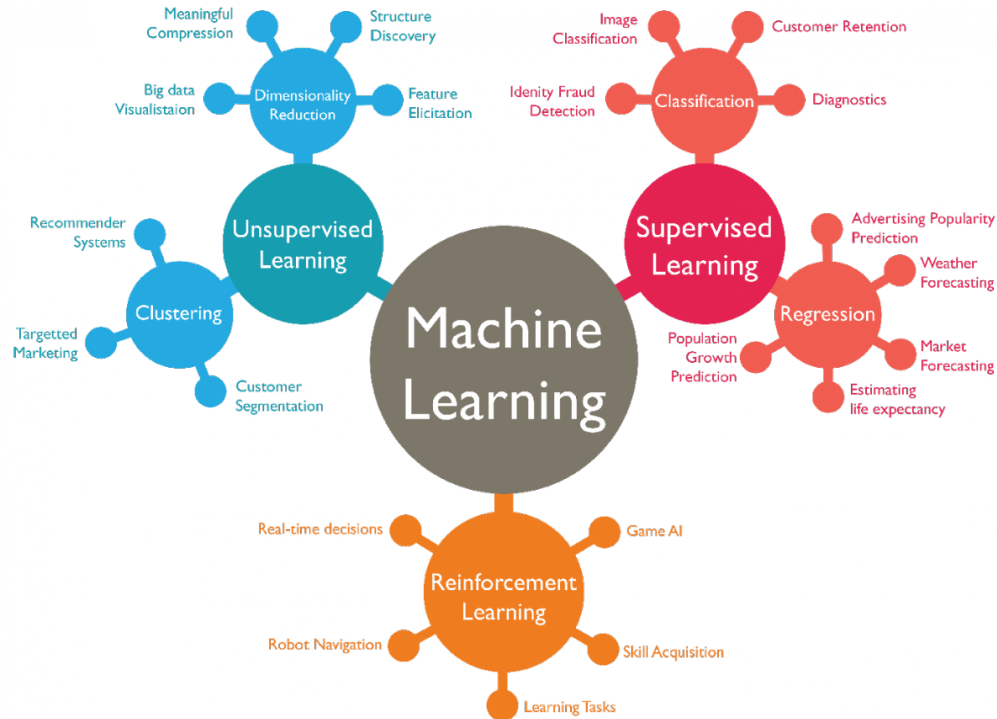 Meaningful
Compression
Structure
Discovery
Big data
Visualistaion
Dimensionality
Reduction
Feature
Elicitation
Image
Classification
Customer Retention
Idenity Fraud
Detection
Classification
Diagnostics
Recommender
Systems
Unsupervised
Learning
Clustering
Targetted
Marketing
Customer
Segmentation
Machine
Learning
Supervised
Learning
Advertising Popularity
Prediction
Weather
Forecasting
Regression
Population
Growth
Prediction
Market
Forecasting
Estimating
life expectancy
Real-time decisions
Game AI
Reinforcement
Learning
Robot Navigation
Skill Acquisition
Learning Tasks